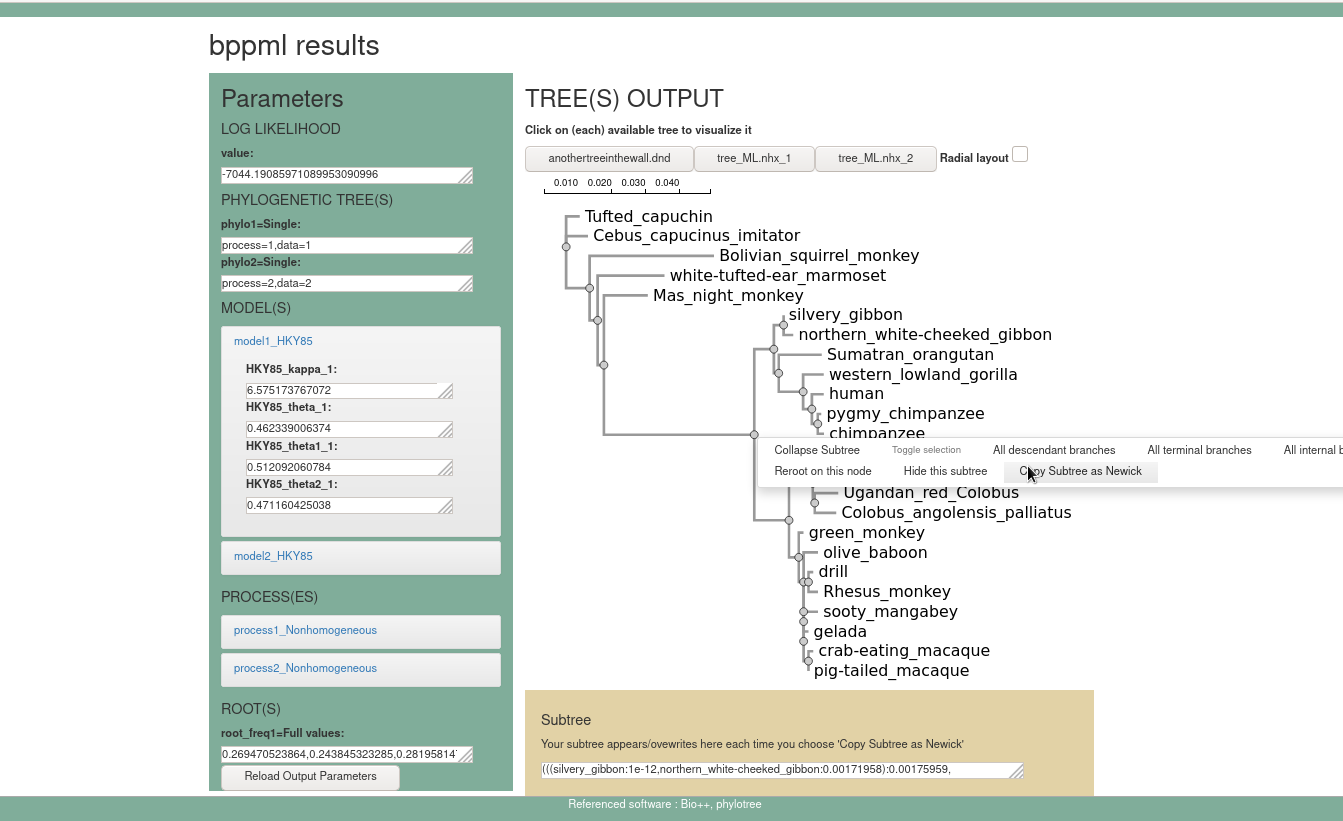 bppml results
Parameters
LOG LIKELIHOOD
value:
-7044.19085971089953090996
PHYLOGENETIC TREE(S)
phylo1=Single:
process=1,data=1
phylo2=Single:
process=2,data=2
MODEL(S)
model1_HKY85
HKY85_kappa_1:
6.575173767072
HKY85_theta_1:
0.462339006374
HKY85_theta1_1:
0.512092060784
HKY85_theta2_1:
0.471160425038
model2_HKY85
PROCESS(ES)
process1_Nonhomogeneous
process2_Nonhomogeneous
ROOT(S)
root_freq1=Full values:
0.269470523864,0.243845323285,0.28195814
Reload Output Parameters
TREE(S) OUTPUT
Click on (each) available tree to visualize it
anothertreeinthewall.dnd tree_ML.nhx_1 tree_ML.nhx_2 Radial layout
0.010 0.020 0.030 0.040
Tufted_capuchin
Cebus_capucinus_imitator
Bolivian_squirrel_monkey
white-tufted-ear_marmoset
Mas_night_monkey
silvery_gibbon
northern_white-cheeked_gibbon
Sumatran_orangutan
western_lowland_gorilla
human
pygmy_chimpanzee
chimpanzee
Collapse Subtree Toggle selection All descendant branches All terminal branches All internal b
Reroot on this node Hide this subtree Copy Subtree as Newick
Ugandan_red_Colobus
Colobus_angolensis_palliatus
green_monkey
olive_baboon
drill
Rhesus_monkey
sooty_mangabey
gelada
crab-eating_macaque
pig-tailed_macaque
Subtree
Your subtree appears/ovewrites here each time you choose 'Copy Subtree as Newick'
(((silvery_gibbon:1e-12,northern_white-cheeked_gibbon:0.00171958):0.00175959,
Referenced software : Bio++, phylotree